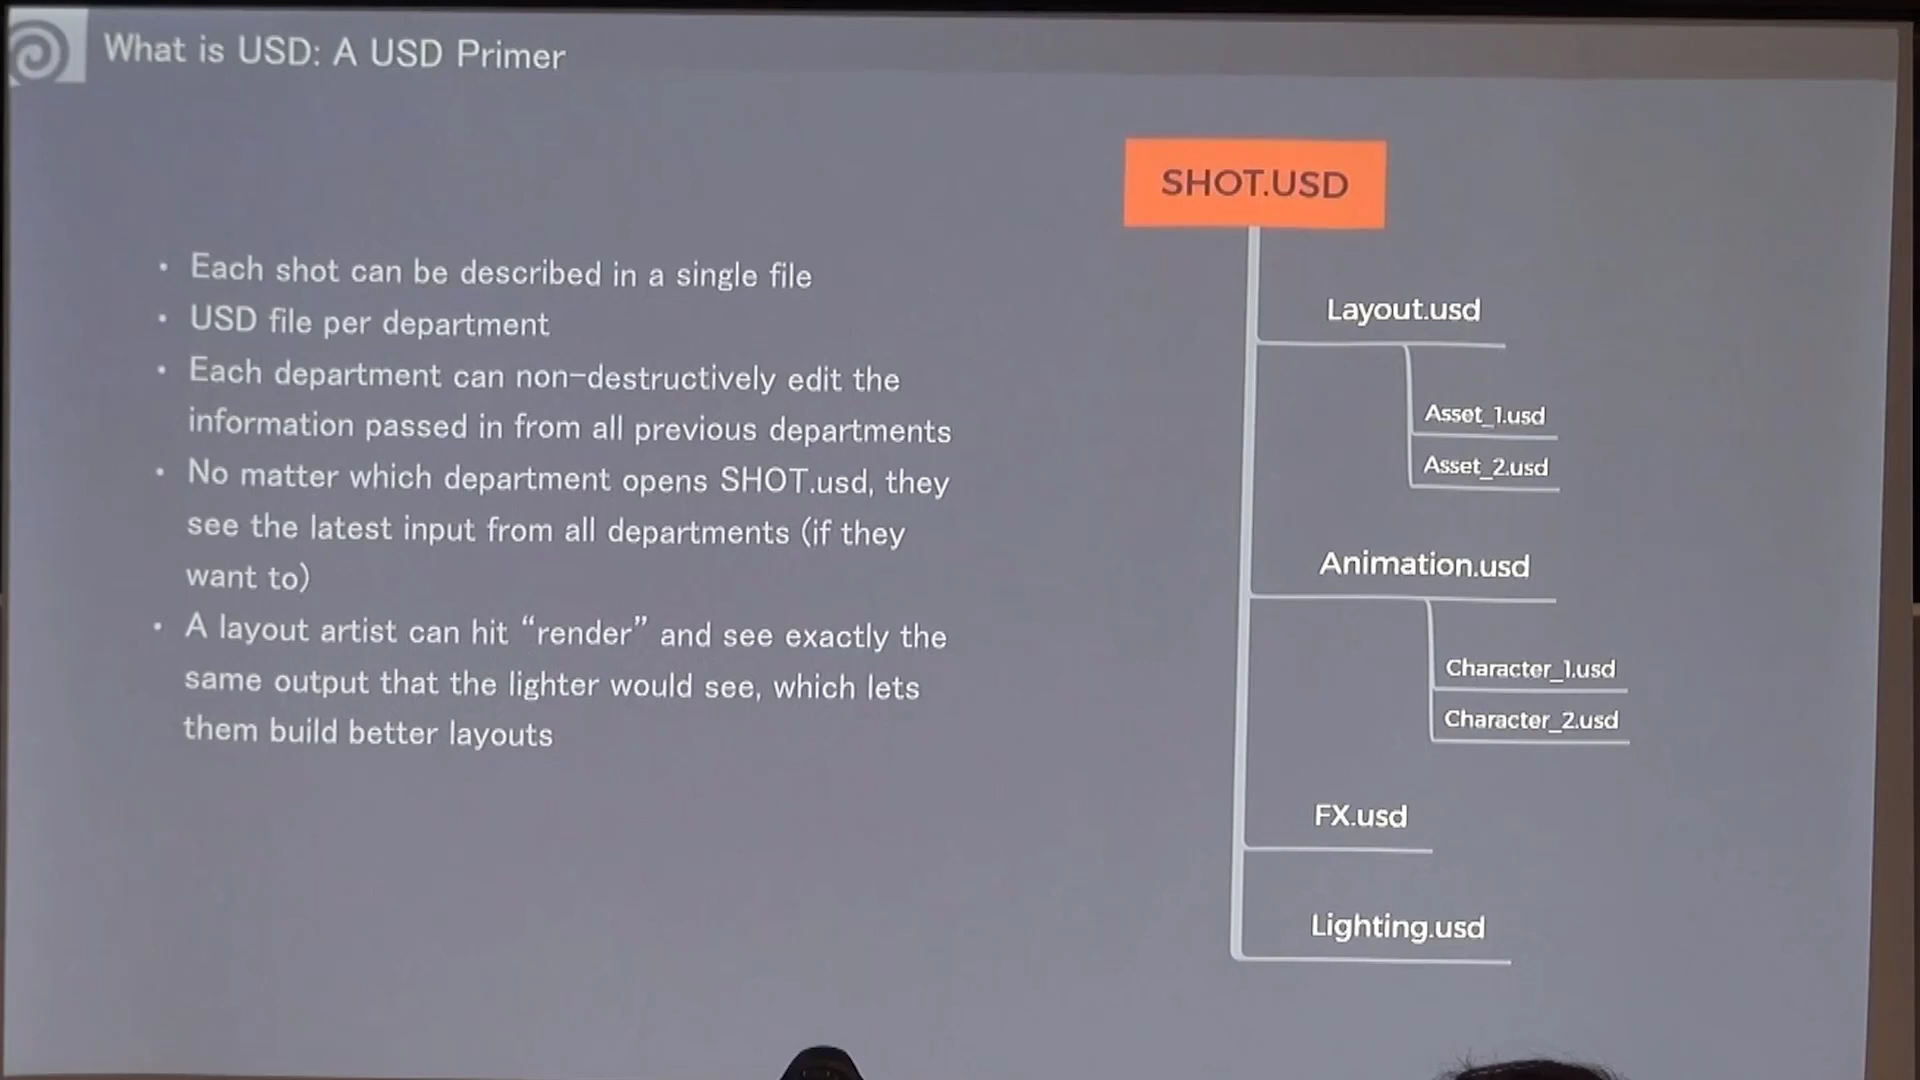 What is USD: A USD Primer
• Each shot can be described in a single file
• USD file per department
• Each department can non-destructively edit the
information passed in from all previous departments
• No matter which department opens SHOT.usd, they
see the latest input from all departments (if they
want to)
• A layout artist can hit “render” and see exactly the
same output that the lighter would see, which lets
them build better layouts
SHOT.USD
Layout.usd
Asset_1.usd
Asset_2.usd
Animation.usd
Character_1.usd
Character_2.usd
FX.usd
Lighting.usd